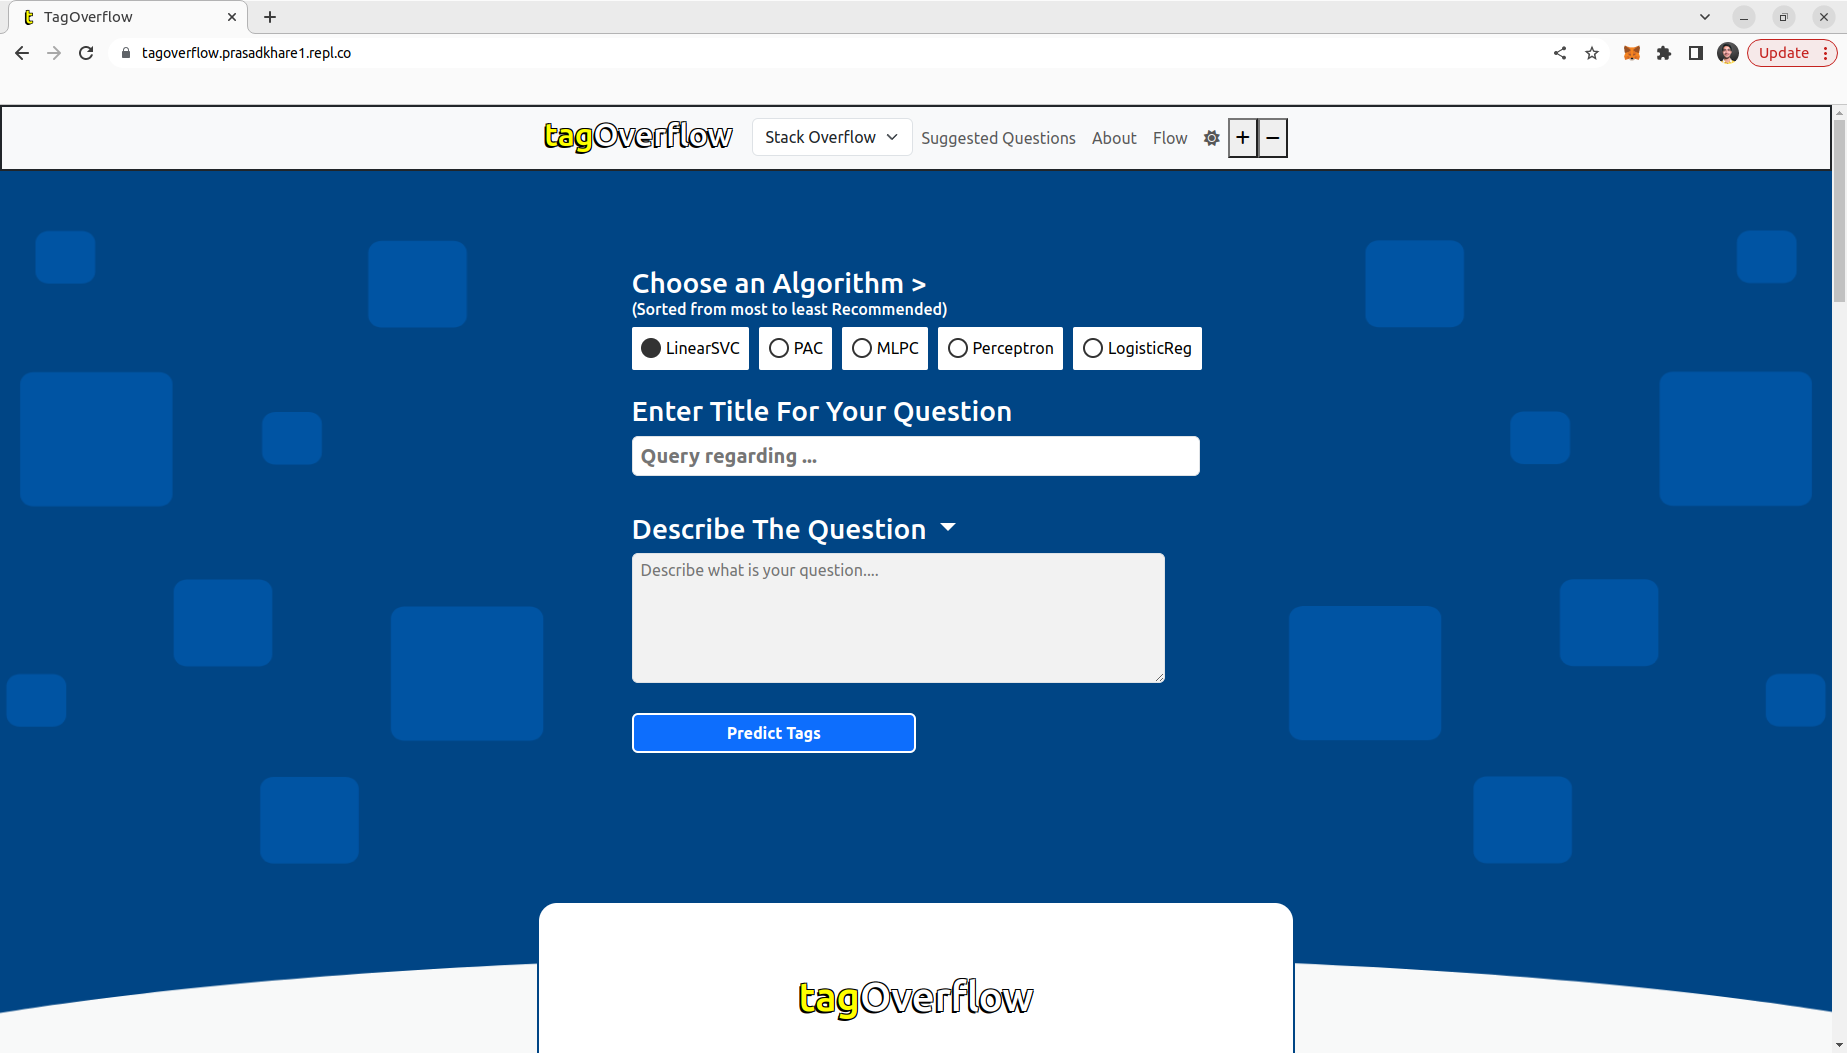 TagOverflow
tagoverflow.prasadkhare1.repl.co
Update
tagOverflow
Stack Overflow
Suggested Questions
About
Flow
+
−
Choose an Algorithm >
(Sorted from most to least Recommended)
LinearSVC
PAC
MLPC
Perceptron
LogisticReg
Enter Title For Your Question
Query regarding ...
Describe The Question
Describe what is your question....
Predict Tags
tagOverflow